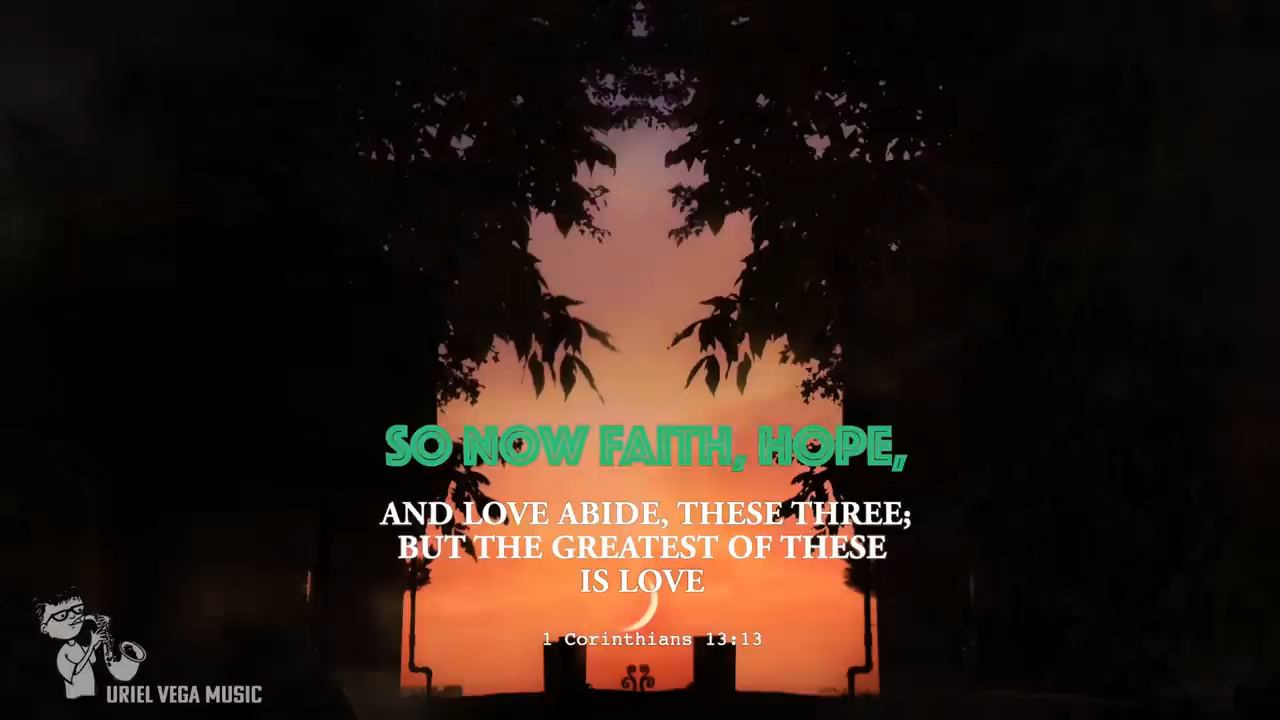 SO NOW FAITH, HOPE,
AND LOVE ABIDE, THESE THREE;
BUT THE GREATEST OF THESE
IS LOVE
1 Corinthians 13:13
URIEL VEGA MUSIC